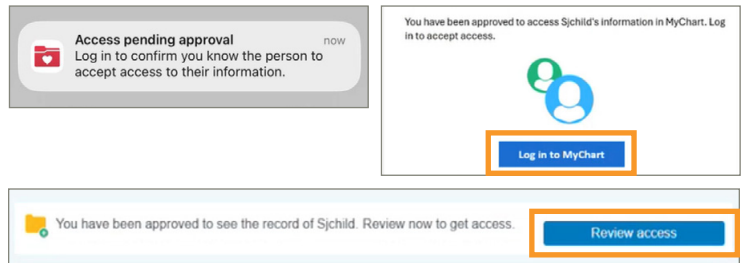 Access pending approval
now
Log in to confirm you know the person to
accept access to their information.
You have been approved to access Sjchild's information in MyChart. Log
in to accept access.
Log in to MyChart
You have been approved to see the record of Sjchild. Review now to get access.
Review access